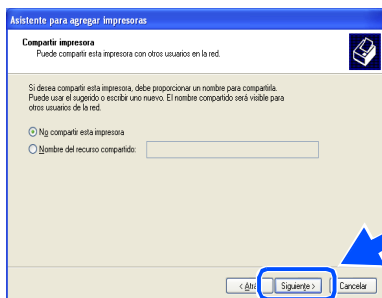 Asistente para agregar impresoras
Compartir impresora
Puede compartir esta impresora con otros usuarios en la red.
Si desea compartir esta impresora, debe proporcionar un nombre para compartirla.
Puede usar el sugerido o escribir uno nuevo. El nombre compartido será visible para
otros usuarios de la red.
No compartir esta impresora
Nombre del recurso compartido:
< Atrá Siguiente > Cancelar